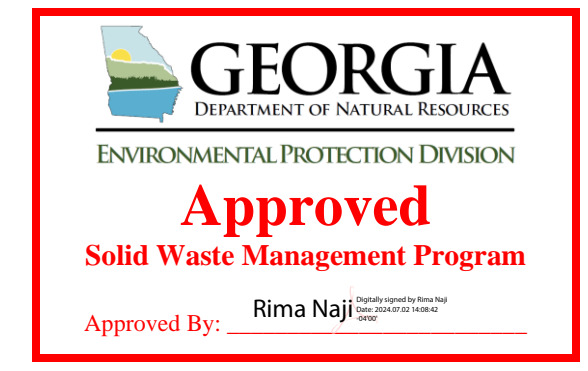 GEORGIA
DEPARTMENT OF NATURAL RESOURCES
ENVIRONMENTAL PROTECTION DIVISION
Approved
Solid Waste Management Program
Approved By: Rima Naji
Digitally signed by Rima Naji
Date: 2024.07.02 14:08:42
-04'00'